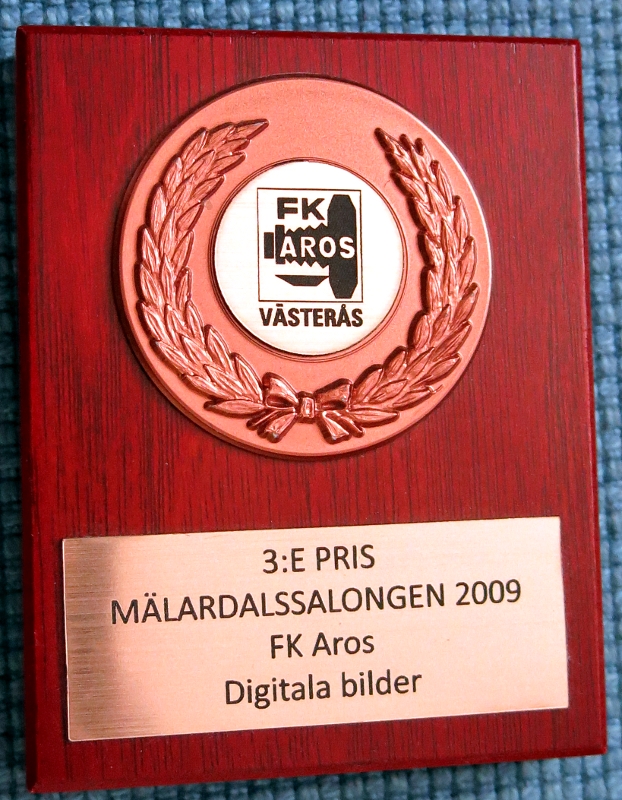 FK
AROS
VÄSTERÅS
3:E PRIS
MÄLARDALSSALONGEN 2009
FK Aros
Digitala bilder